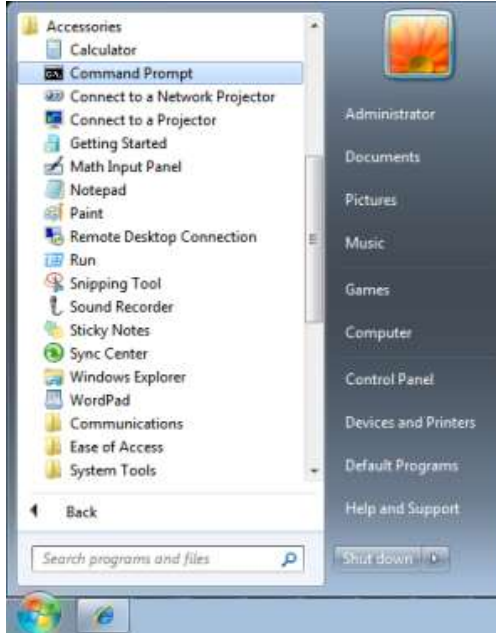 Accessories
Calculator
Command Prompt
Connect to a Network Projector
Connect to a Projector
Getting Started
Math Input Panel
Notepad
Paint
Remote Desktop Connection
Run
Snipping Tool
Sound Recorder
Sticky Notes
Sync Center
Windows Explorer
WordPad
Communications
Ease of Access
System Tools
Back
Search programs and files
Administrator
Documents
Pictures
Music
Games
Computer
Control Panel
Devices and Printers
Default Programs
Help and Support
Shut down